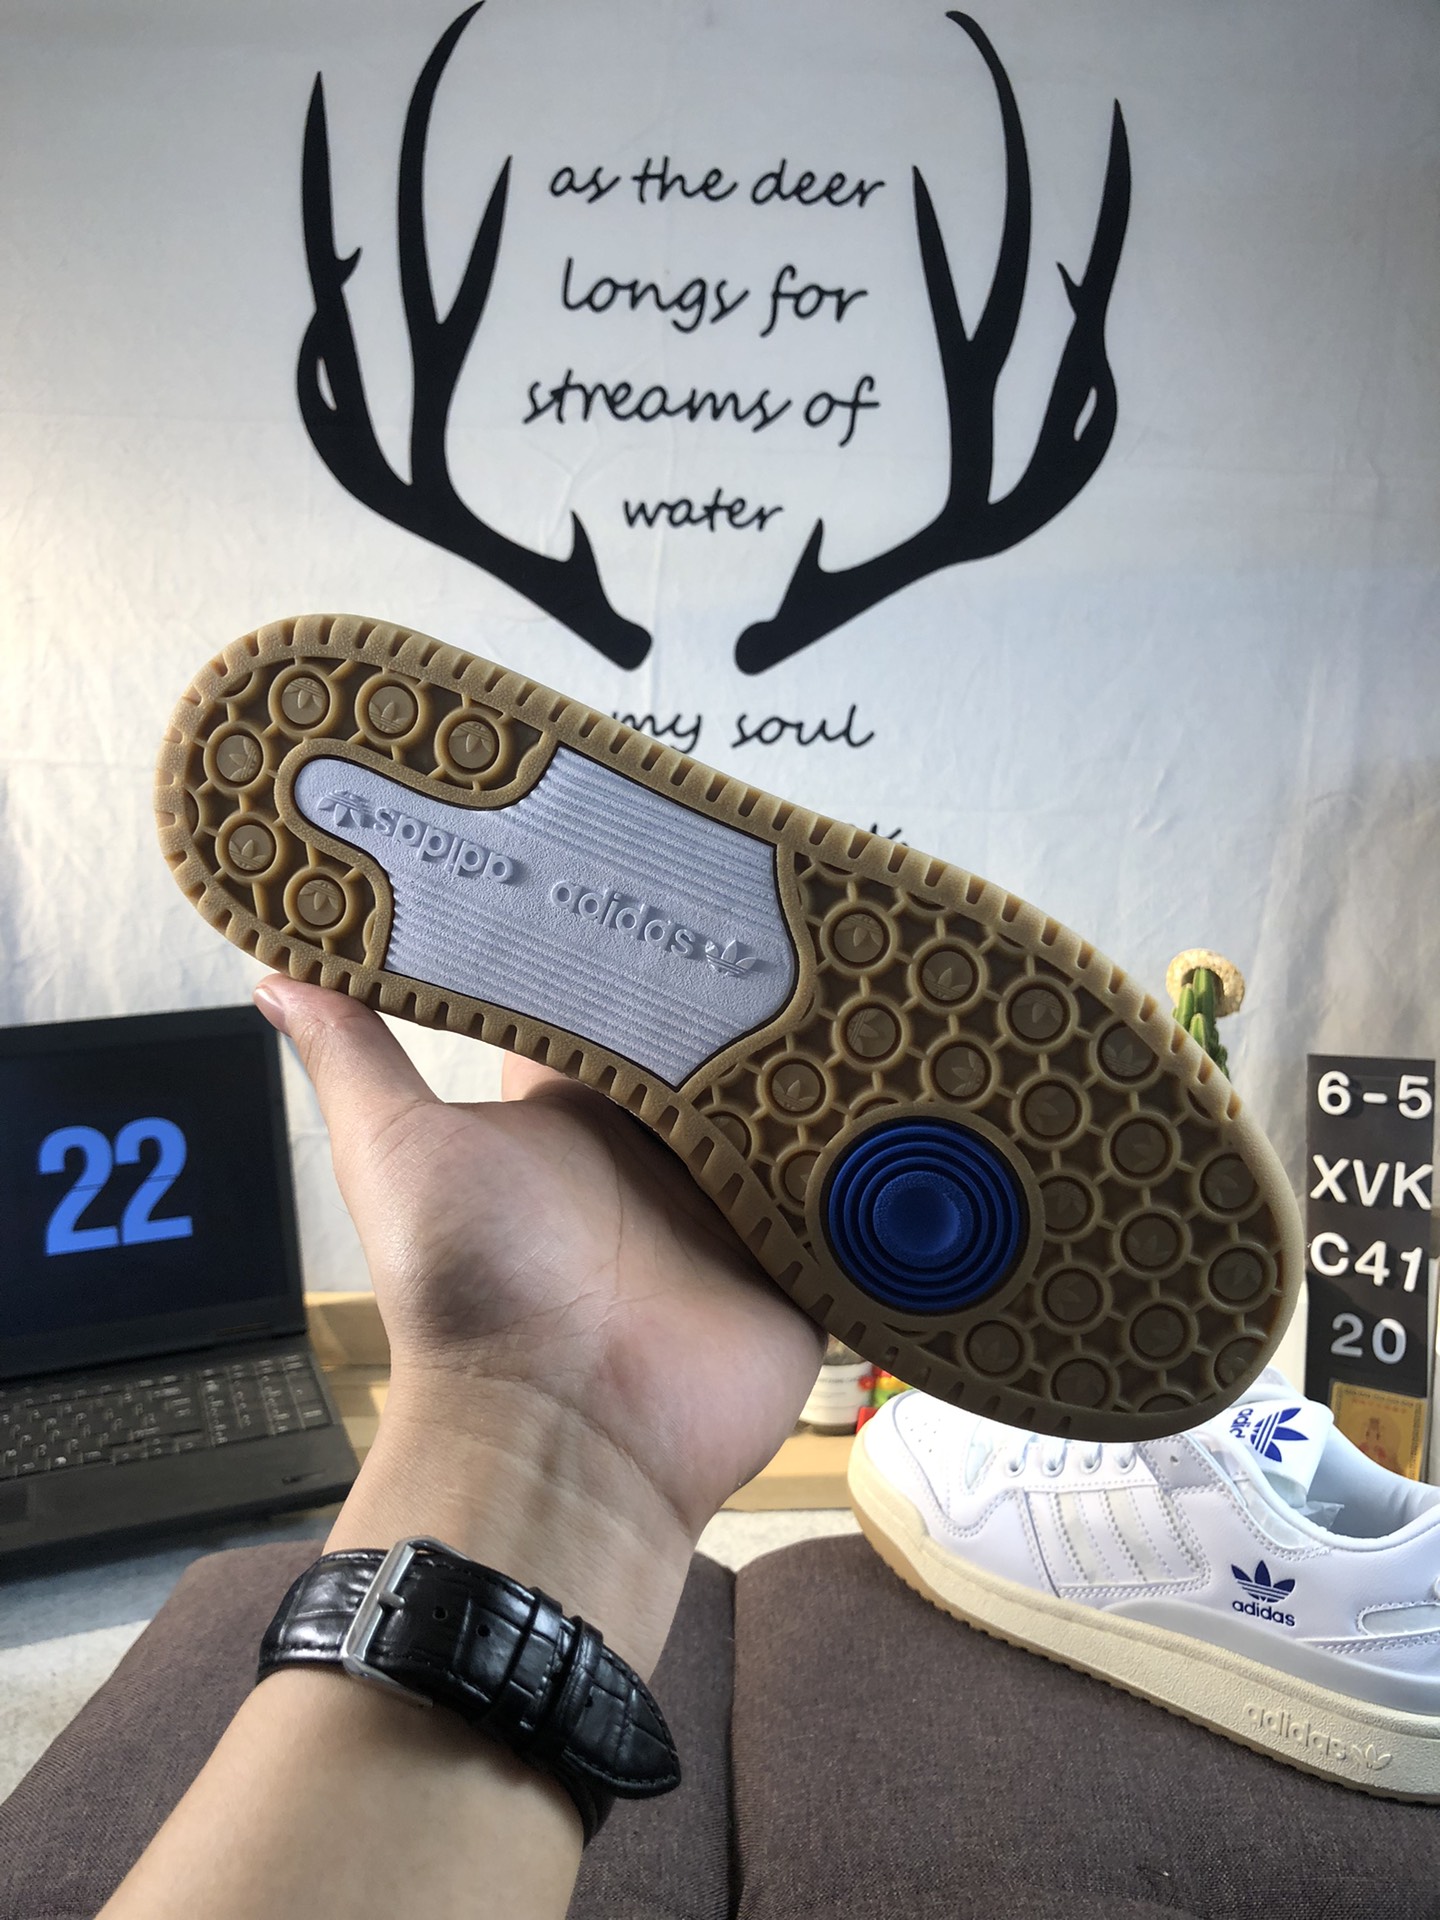 as the deer
longs for
streams of
water
my soul
adidas
adidas
22
6-5
XVK
C41
20
adidas
adidas